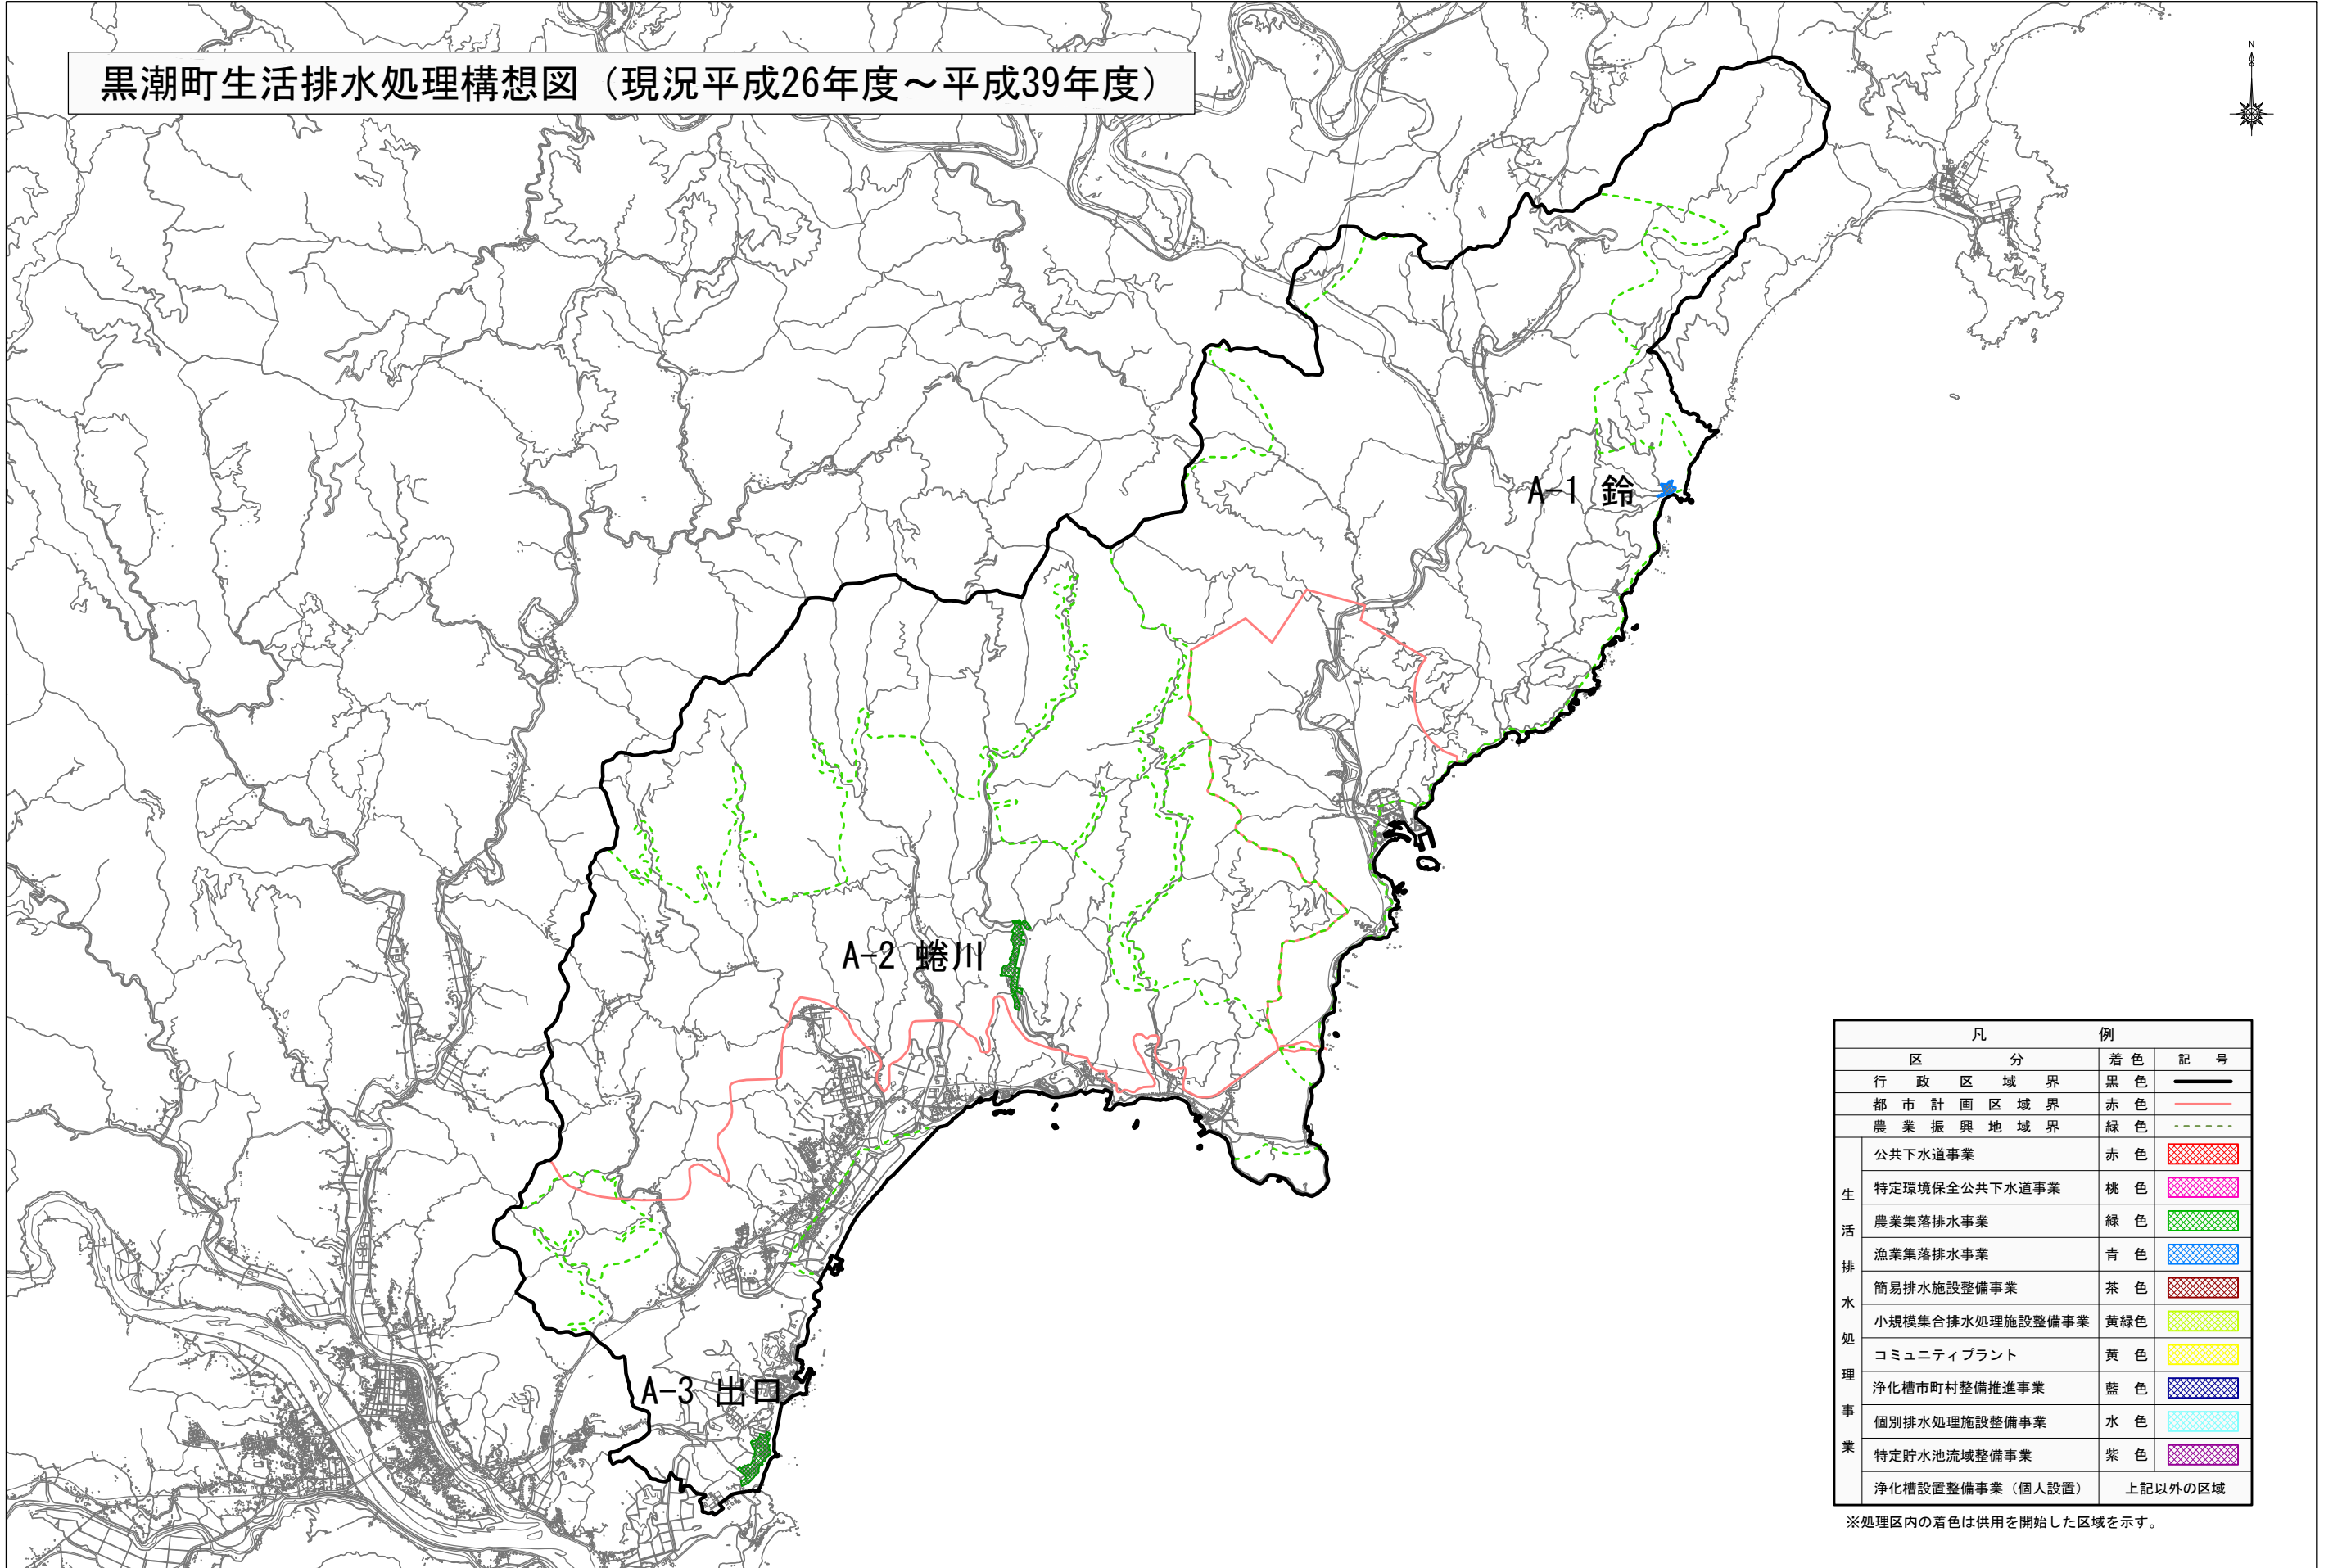 黒潮町生活排水処理構想図（現況平成26年度～平成39年度）
N
A-1 鈴
A-2 蜷川
A-3 出口
凡　例
区　分　着色　記　号
行政区域界　黒色
都市計画区域界　赤色
農業振興地域界　緑色
生活排水処理事業
公共下水道事業　赤色
特定環境保全公共下水道事業　桃色
農業集落排水事業　緑色
漁業集落排水事業　青色
簡易排水施設整備事業　茶色
小規模集合排水処理施設整備事業　黄緑色
コミュニティプラント　黄色
浄化槽市町村整備推進事業　藍色
個別排水処理施設整備事業　水色
特定貯水池流域整備事業　紫色
浄化槽設置整備事業（個人設置）　上記以外の区域
※処理区内の着色は供用を開始した区域を示す。